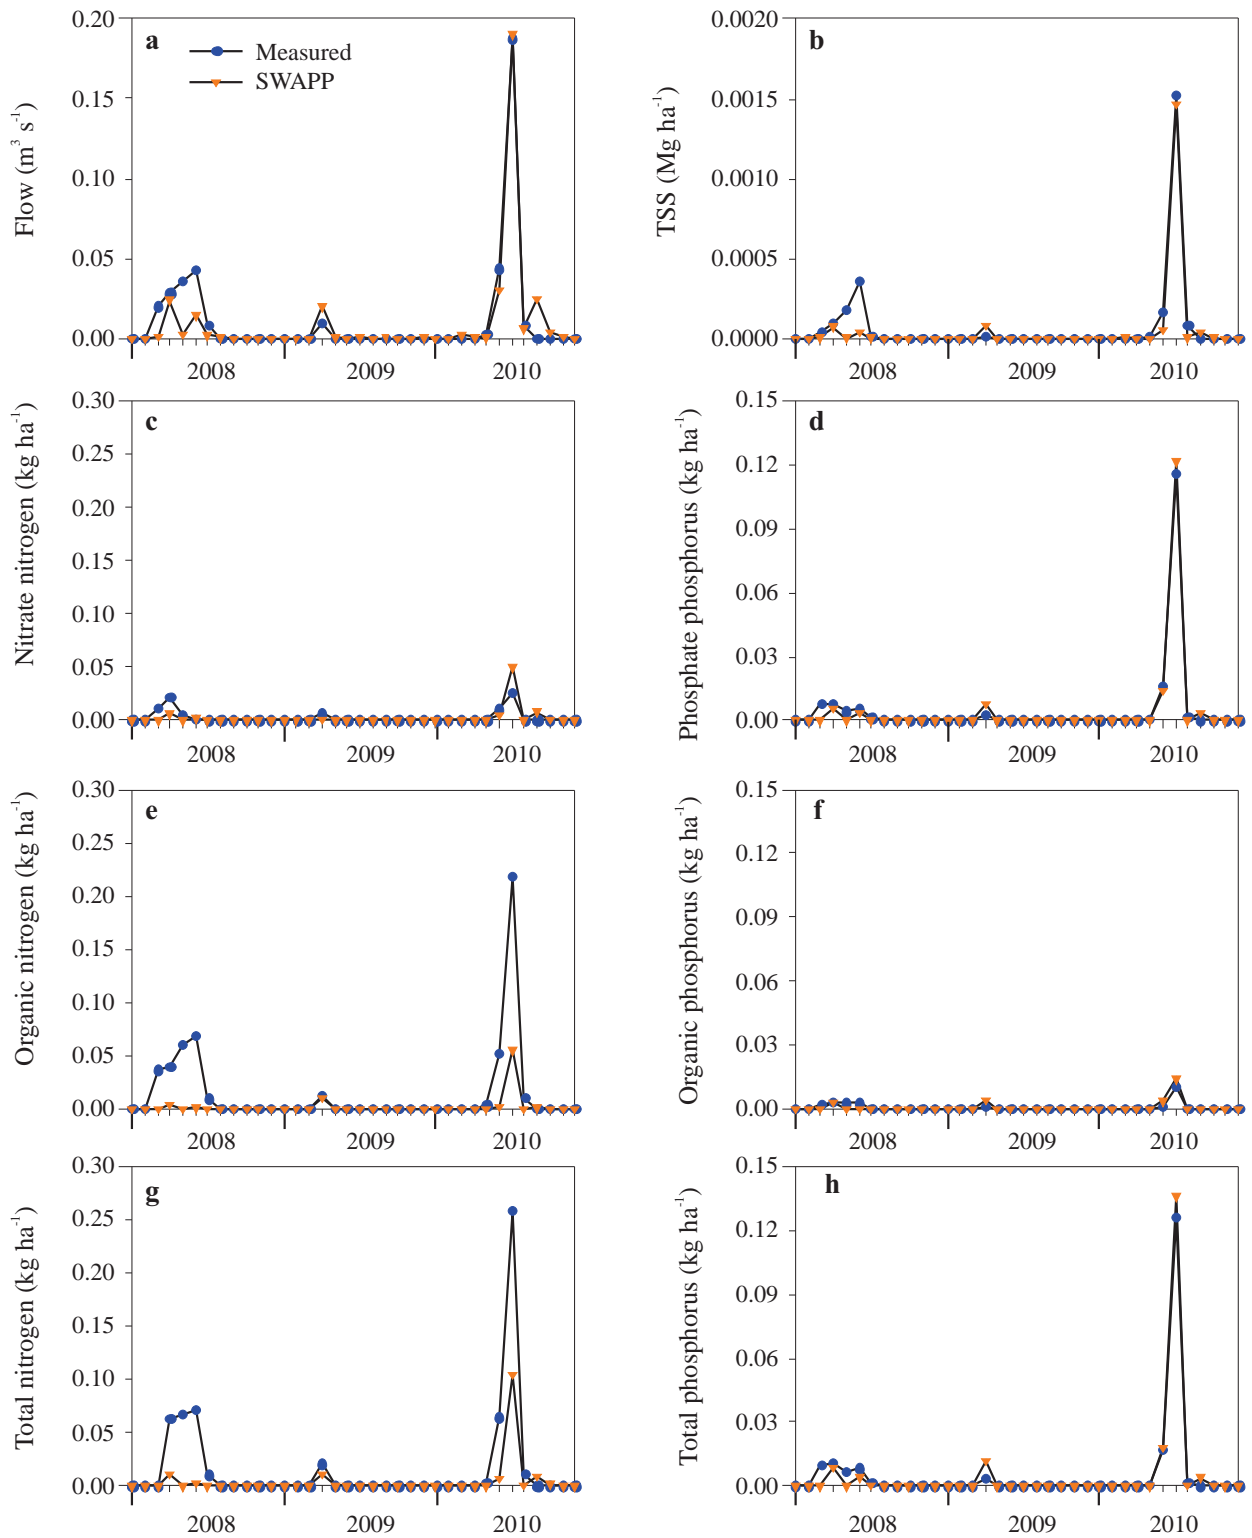 a
Measured
SWAPP
Flow (m³ s⁻¹)
0.20
0.15
0.10
0.05
0.00
2008 2009 2010
b
TSS (Mg ha⁻¹)
0.0020
0.0015
0.0010
0.0005
0.0000
2008 2009 2010
c
Nitrate nitrogen (kg ha⁻¹)
0.30
0.25
0.20
0.15
0.10
0.05
0.00
2008 2009 2010
d
Phosphate phosphorus (kg ha⁻¹)
0.15
0.12
0.09
0.06
0.03
0.00
2008 2009 2010
e
Organic nitrogen (kg ha⁻¹)
0.30
0.25
0.20
0.15
0.10
0.05
0.00
2008 2009 2010
f
Organic phosphorus (kg ha⁻¹)
0.15
0.12
0.09
0.06
0.03
0.00
2008 2009 2010
g
Total nitrogen (kg ha⁻¹)
0.30
0.25
0.20
0.15
0.10
0.05
0.00
2008 2009 2010
h
Total phosphorus (kg ha⁻¹)
0.15
0.12
0.09
0.06
0.03
0.00
2008 2009 2010